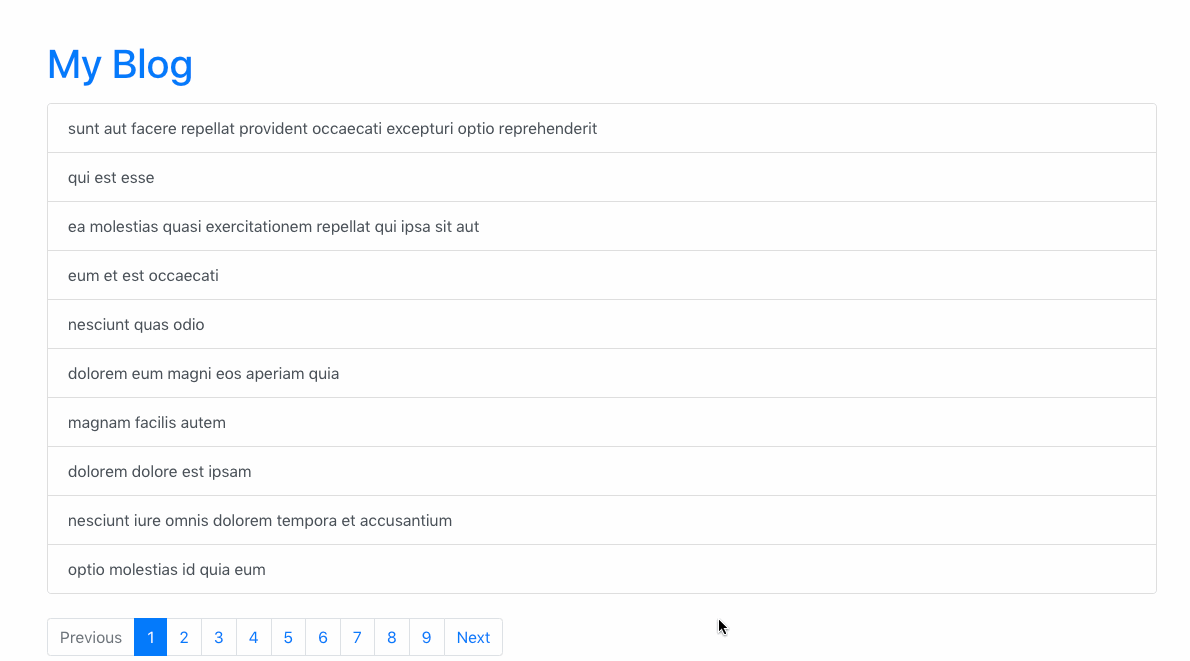 My Blog
sunt aut facere repellat provident occaecati excepturi optio reprehenderit
qui est esse
ea molestias quasi exercitationem repellat qui ipsa sit aut
eum et est occaecati
nesciunt quas odio
dolorem eum magni eos aperiam quia
magnam facilis autem
dolorem dolore est ipsam
nesciunt iure omnis dolorem tempora et accusantium
optio molestias id quia eum
Previous 1 2 3 4 5 6 7 8 9 Next